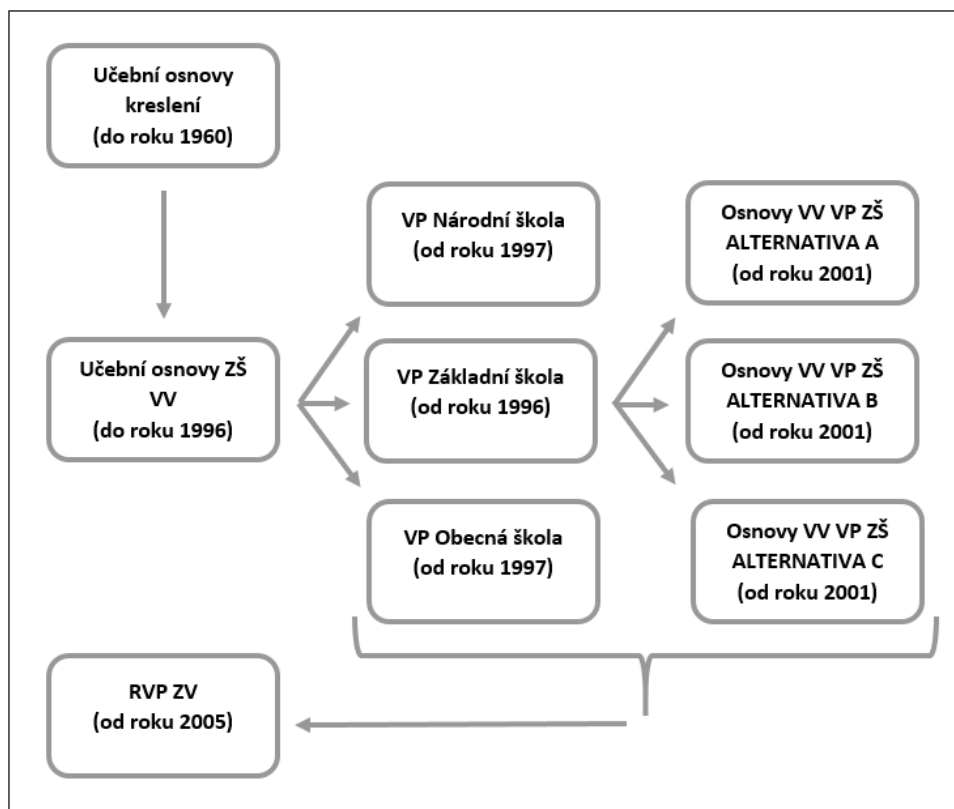 Učební osnovy
kreslení
(do roku 1960)
Učební osnovy ZŠ
VV
(do roku 1996)
VP Národní škola
(od roku 1997)
VP Základní škola
(od roku 1996)
VP Obecná škola
(od roku 1997)
Osnovy VV VP ZŠ
ALTERNATIVA A
(od roku 2001)
Osnovy VV VP ZŠ
ALTERNATIVA B
(od roku 2001)
Osnovy VV VP ZŠ
ALTERNATIVA C
(od roku 2001)
RVP ZV
(od roku 2005)